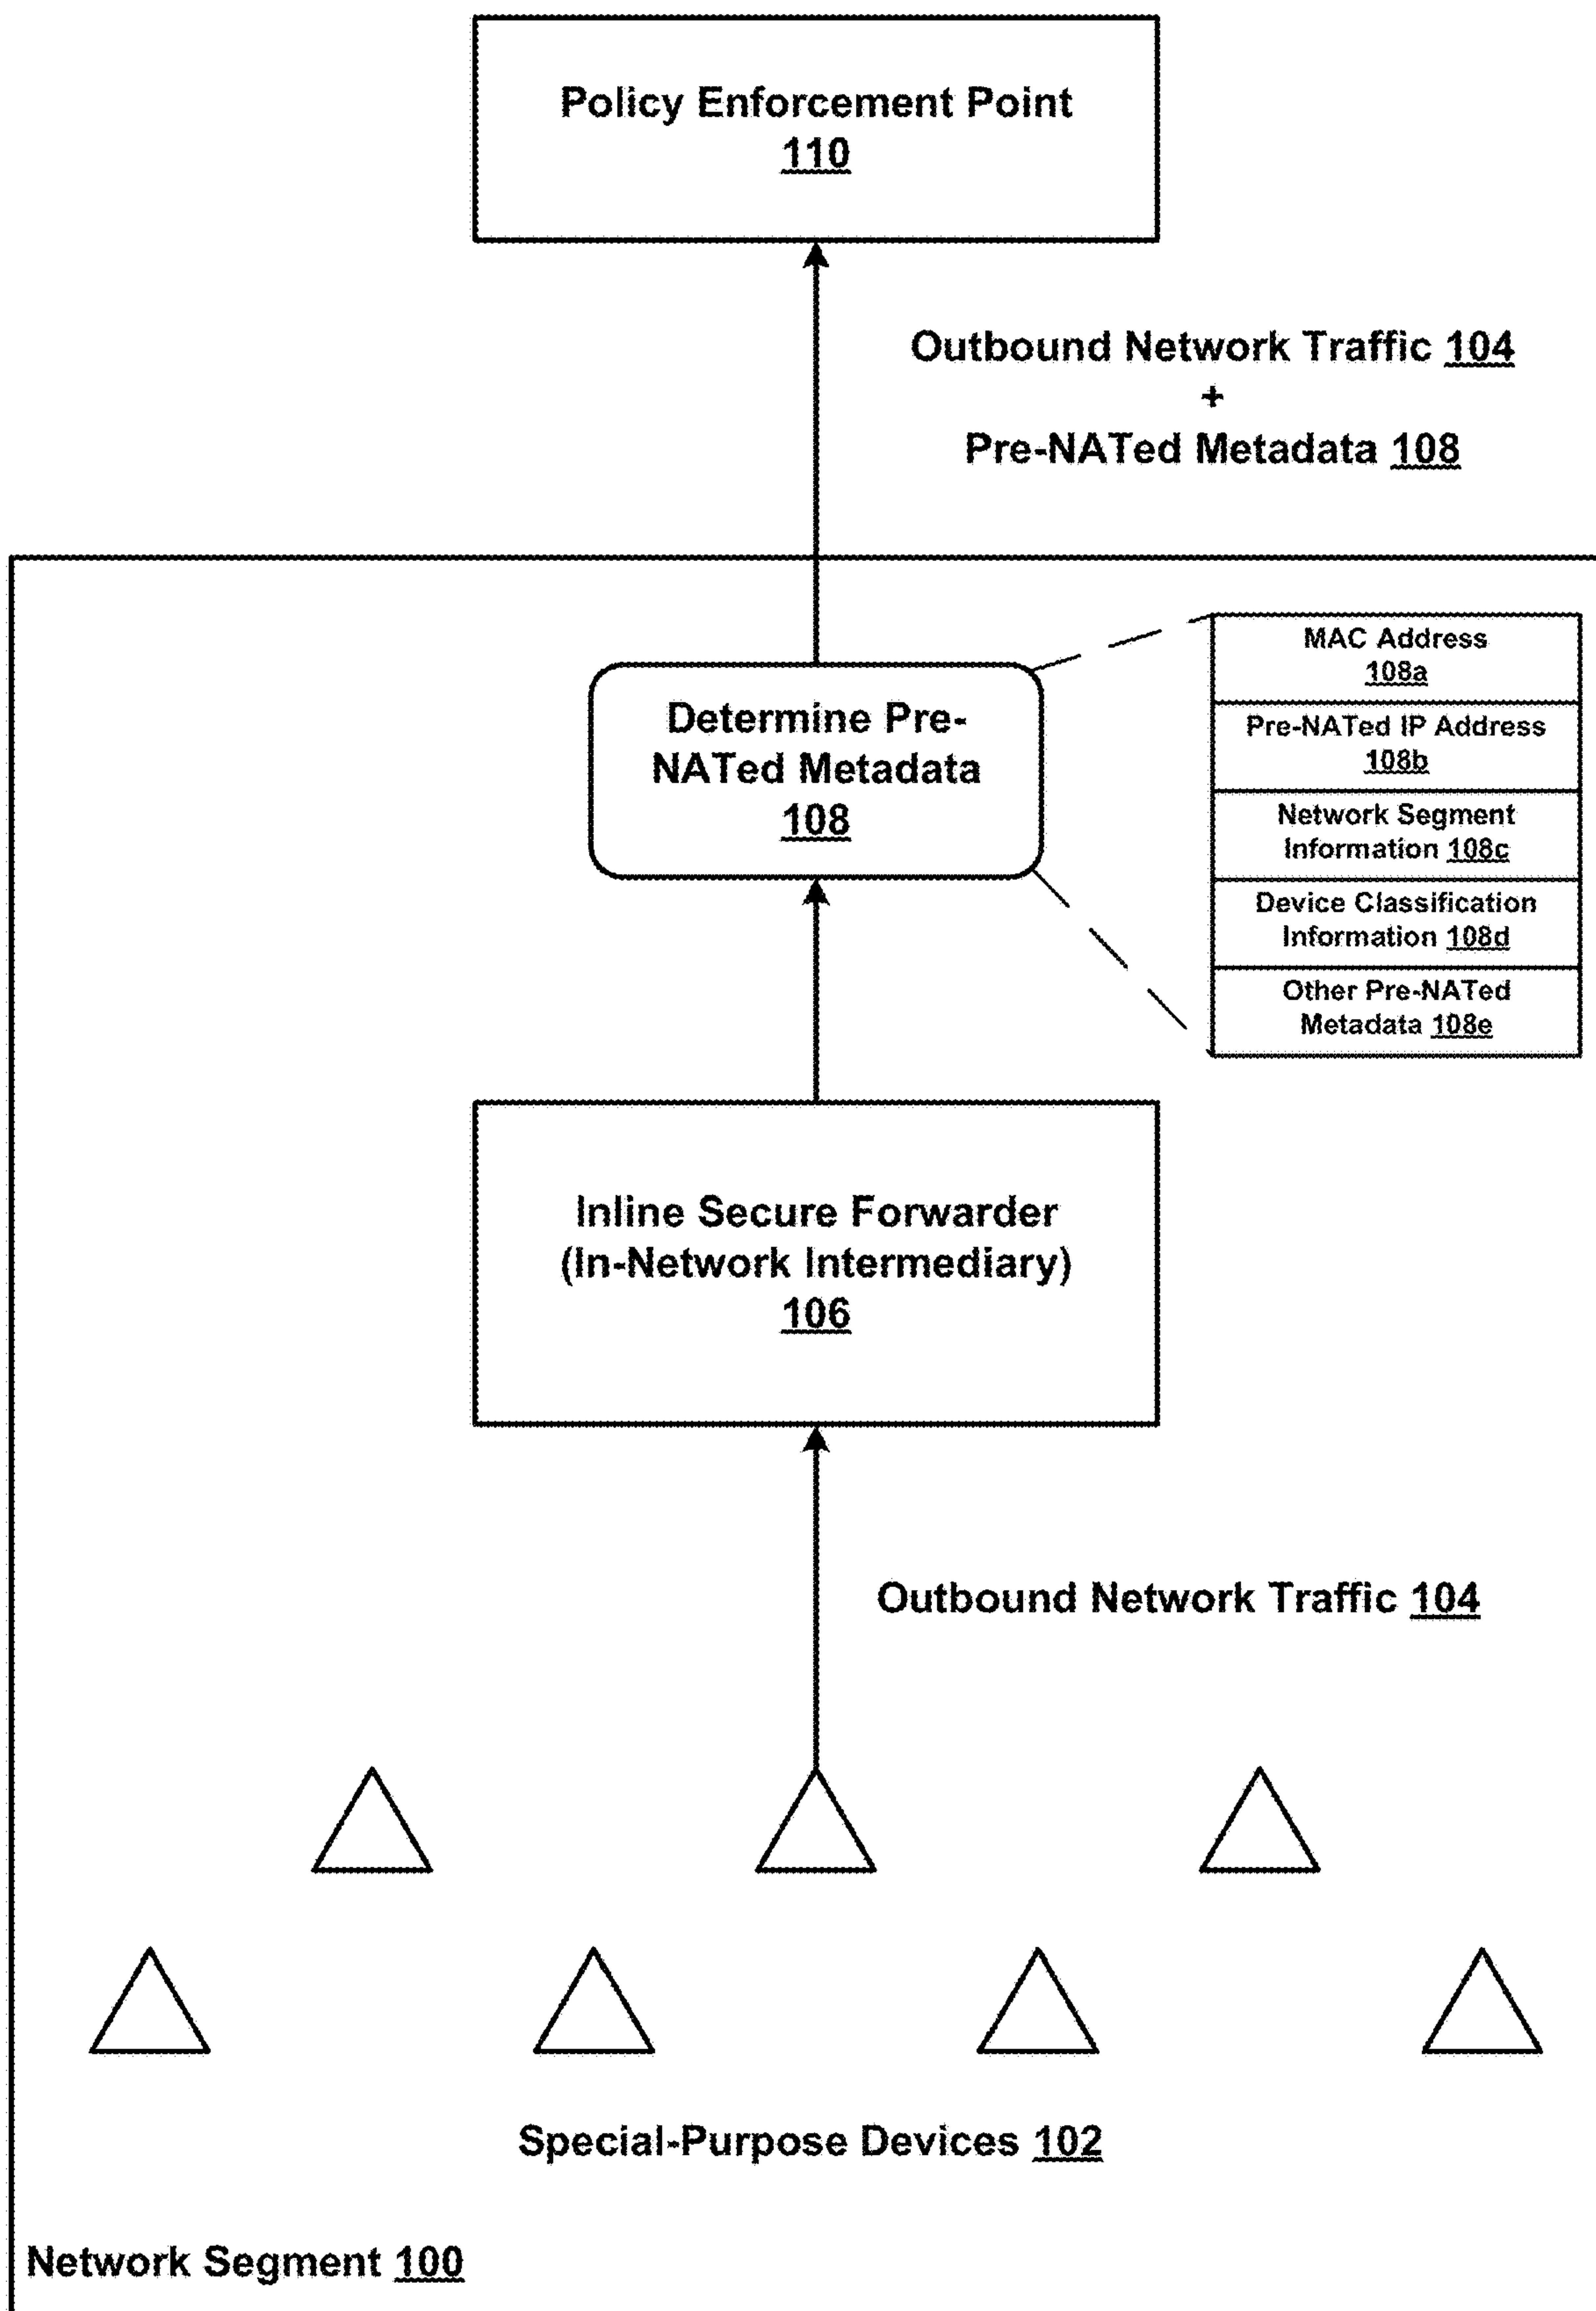 Policy Enforcement Point
110
Outbound Network Traffic 104
+
Pre-NATed Metadata 108
Determine Pre-
NATed Metadata
108
MAC Address
108a
Pre-NATed IP Address
108b
Network Segment
Information 108c
Device Classification
Information 108d
Other Pre-NATed
Metadata 108e
Inline Secure Forwarder
(In-Network Intermediary)
106
Outbound Network Traffic 104
Special-Purpose Devices 102
Network Segment 100